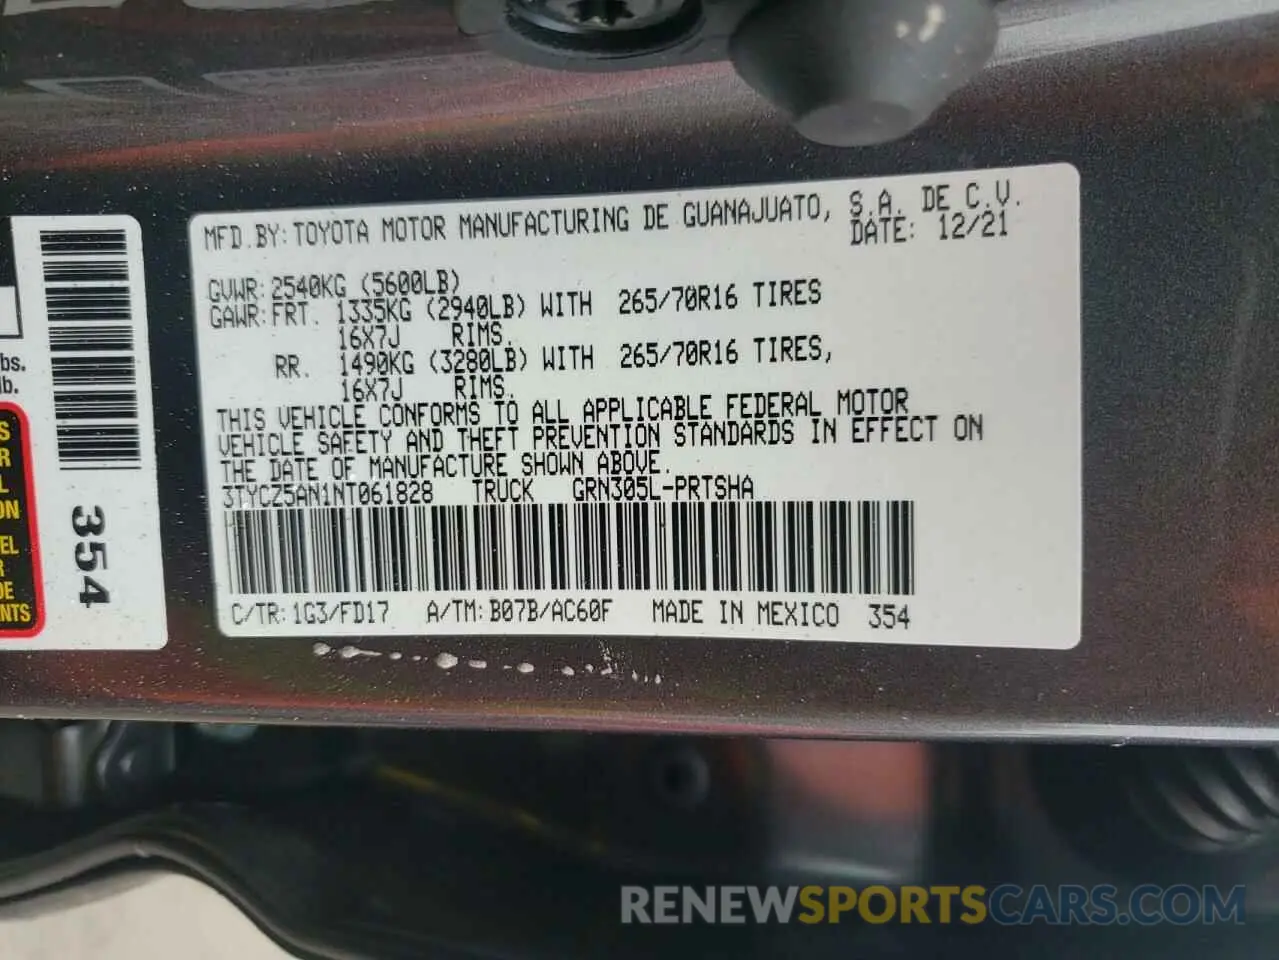 MFD.BY:TOYOTA MOTOR MANUFACTURING DE GUANAJUATO, S.A. DE C.V.
DATE: 12/21
GVWR:2540KG (5600LB)
GAWR:FRT. 1335KG (2940LB) WITH 265/70R16 TIRES
16X7J RIMS.
RR. 1490KG (3280LB) WITH 265/70R16 TIRES,
16X7J RIMS.
THIS VEHICLE CONFORMS TO ALL APPLICABLE FEDERAL MOTOR
VEHICLE SAFETY AND THEFT PREVENTION STANDARDS IN EFFECT ON
THE DATE OF MANUFACTURE SHOWN ABOVE.
3TYCZ5AN1NT061828 TRUCK GRN305L-PRTSHA
C/TR:1G3/FD17 A/TM:B07B/AC60F MADE IN MEXICO 354
354
RENEWSPORTSCARS.COM